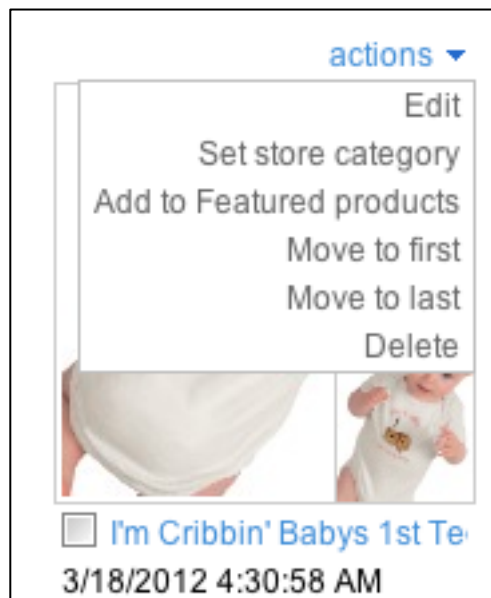 actions
Edit
Set store category
Add to Featured products
Move to first
Move to last
Delete
I'm Cribbin' Babys 1st
3/18/2012 4:30:58 AM